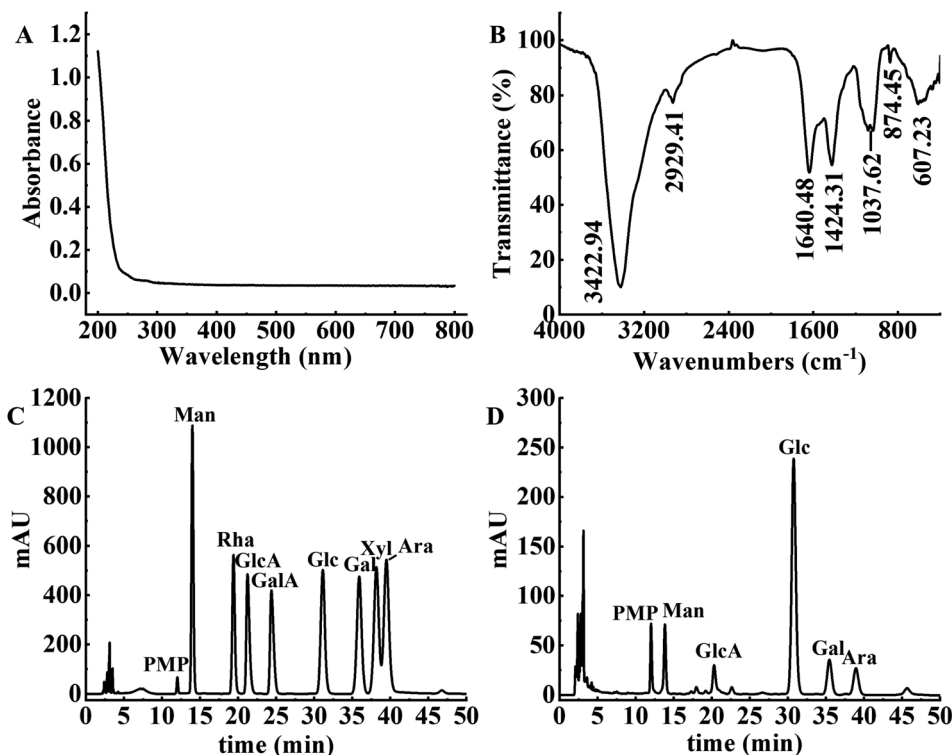 A
Absorbance
1.2
1.0
0.8
0.6
0.4
0.2
0.0
200 300 400 500 600 700 800
Wavelength (nm)
B
Transmittance (%)
100
80
60
40
20
0
3422.94
2929.41
1640.48
1424.31
1037.62
874.45
607.23
4000 3200 2400 1600 800
Wavenumbers (cm⁻¹)
C
mAU
1200
1000
800
600
400
200
0
PMP
Man
Rha
GlcA
GalA
Glc
Gal
Xyl
Ara
0 5 10 15 20 25 30 35 40 45 50
time (min)
D
mAU
300
250
200
150
100
50
0
PMP
Man
GlcA
Glc
Gal
Ara
0 5 10 15 20 25 30 35 40 45 50
time (min)